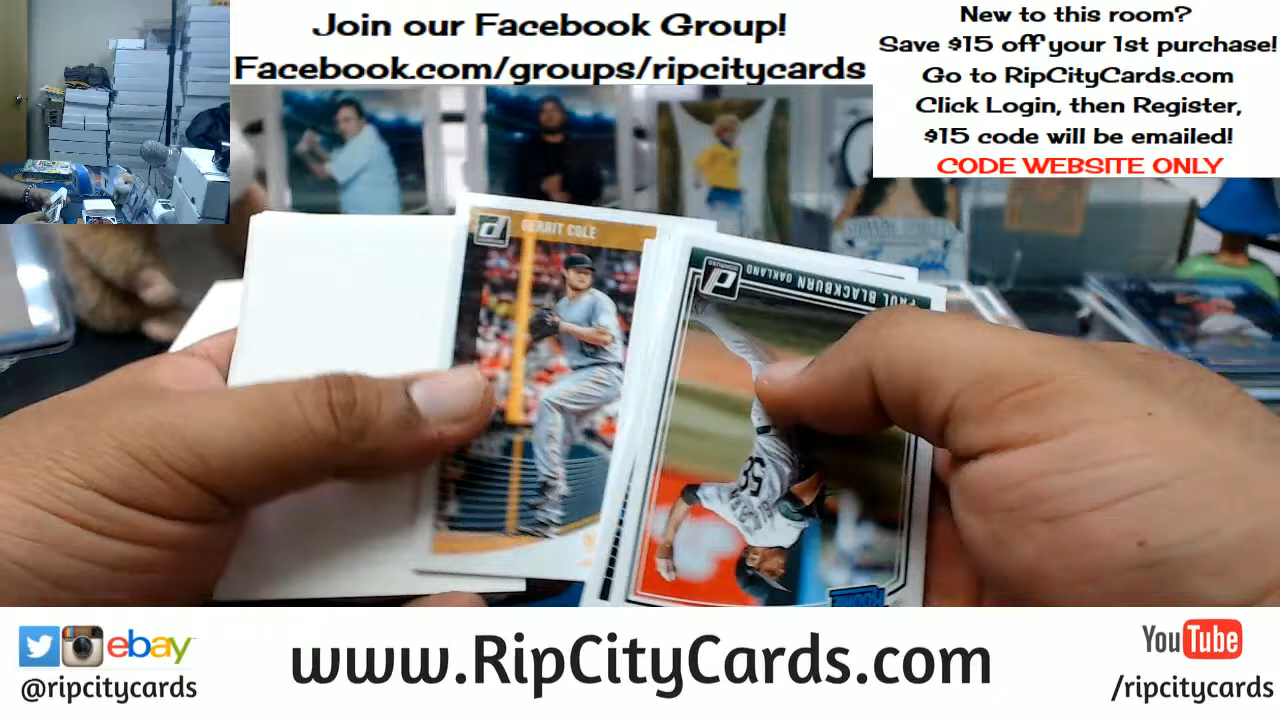 Join our Facebook Group!
Facebook.com/groups/ripcitycards
New to this room?
Save $15 off your 1st purchase!
Go to RipCityCards.com
Click Login, then Register,
$15 code will be emailed!
CODE WEBSITE ONLY
GERRIT COLE
PAUL BLACKBURN OAKLAND
ebay
@ripcitycards
www.RipCityCards.com
YouTube
/ripcitycards